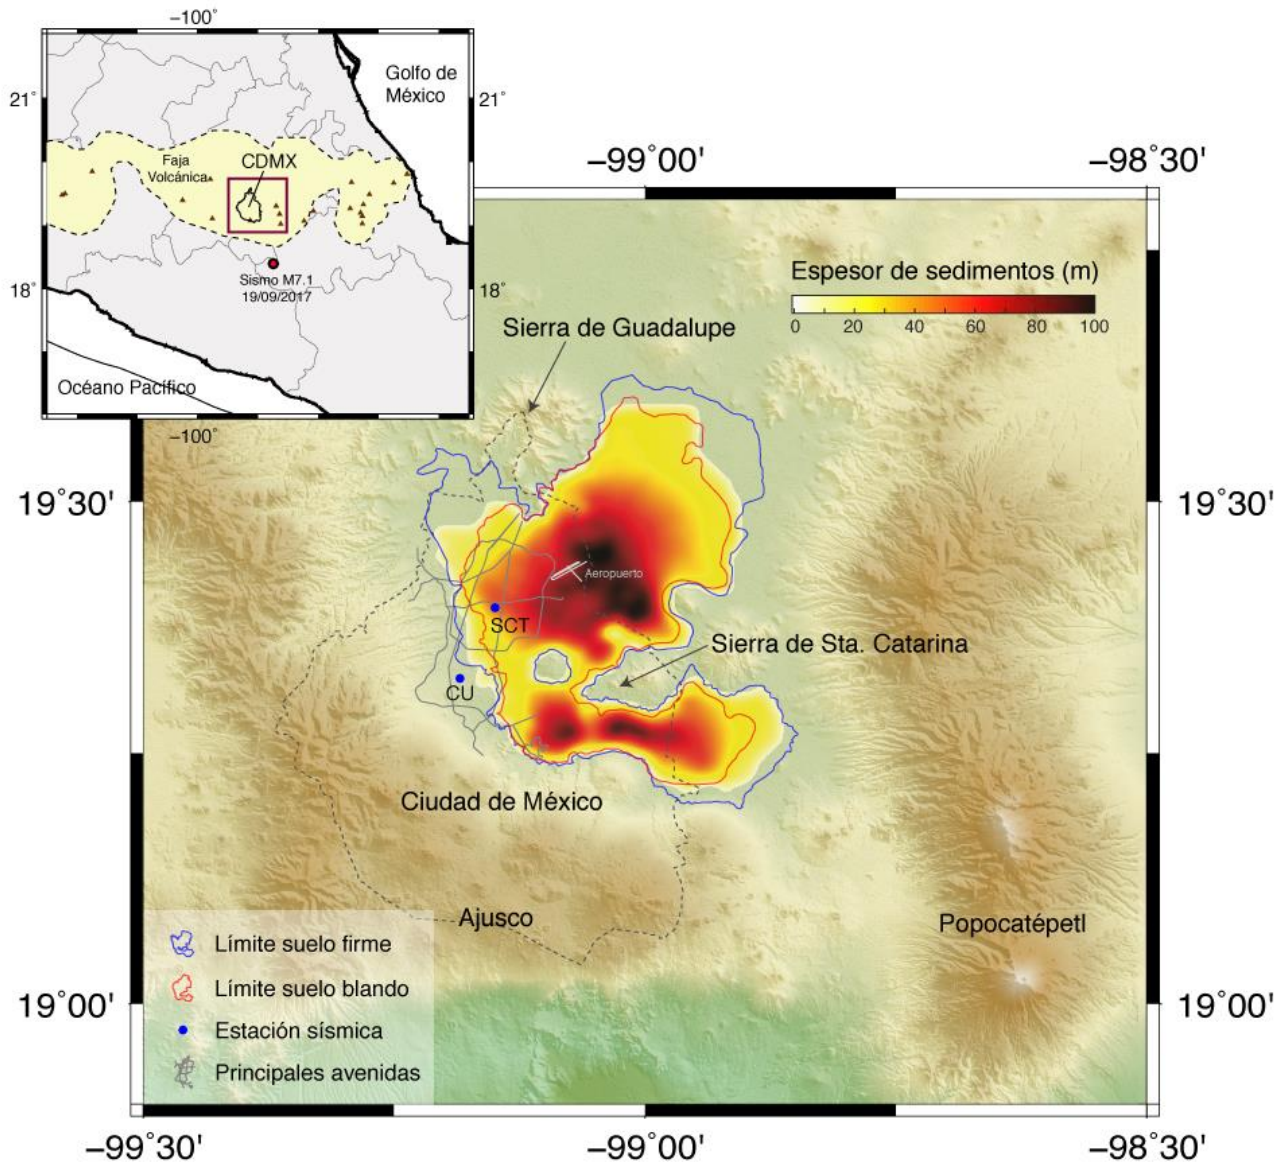 −100˚
Golfo de
México
21˚
21˚
Faja
Volcánica
CDMX
Sismo M7.1
19/09/2017
18˚
18˚
Océano Pacífico
−100˚
−99˚00'
−98˚30'
Espesor de sedimentos (m)
0 20 40 60 80 100
Sierra de Guadalupe
19˚30'
19˚30'
Aeropuerto
SCT
Sierra de Sta. Catarina
CU
Ciudad de México
Ajusco
Popocatépetl
Límite suelo firme
Límite suelo blando
Estación sísmica
Principales avenidas
19˚00'
19˚00'
−99˚30'
−99˚00'
−98˚30'